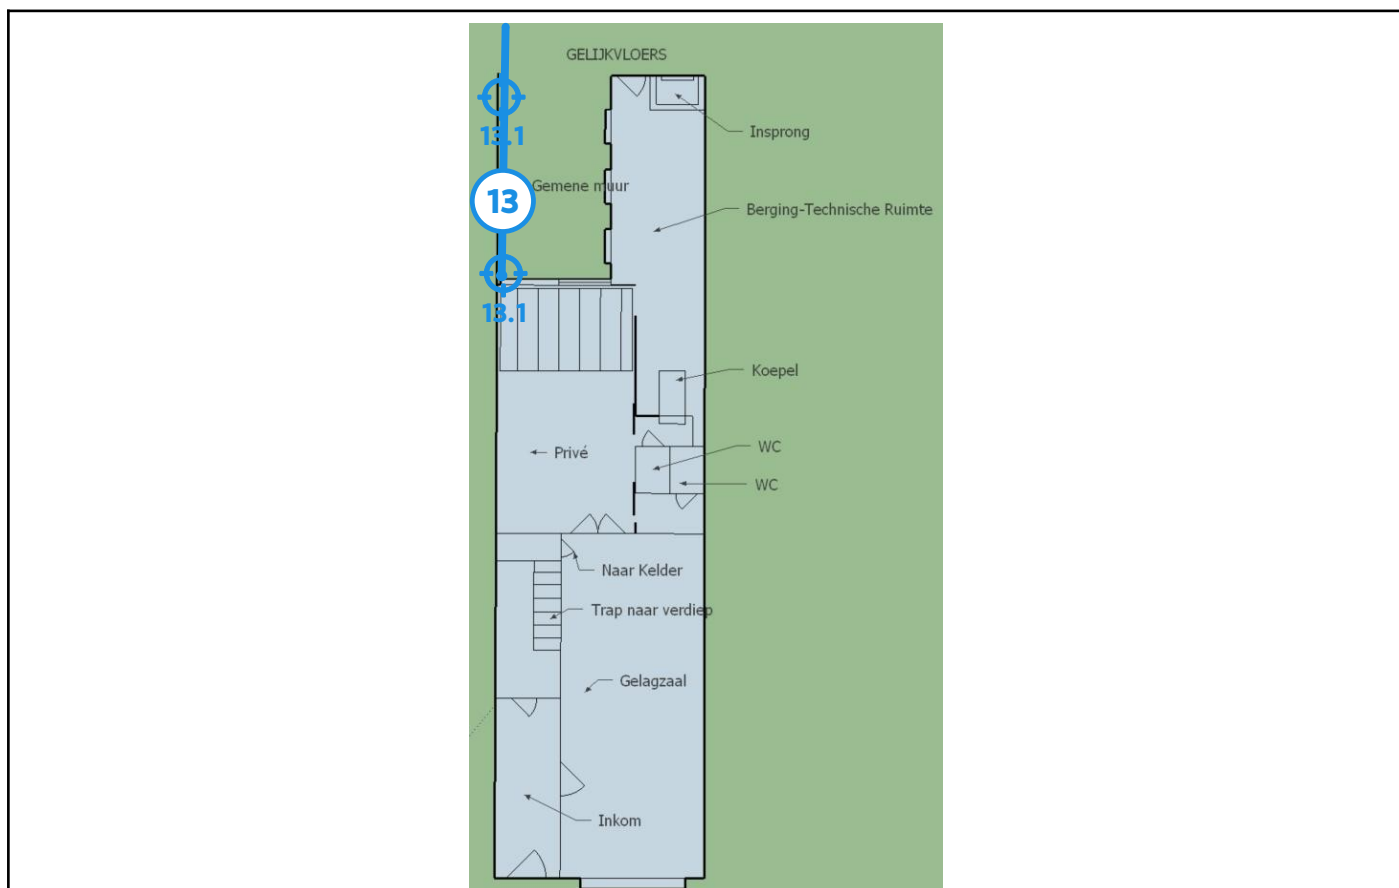 GELIJKVLOERS
13.1
Insprong
Gemene muur
13
Berging-Technische Ruimte
13.1
Koepel
WC
Privé
WC
Naar Kelder
Trap naar verdiep
Gelagzaal
Inkom